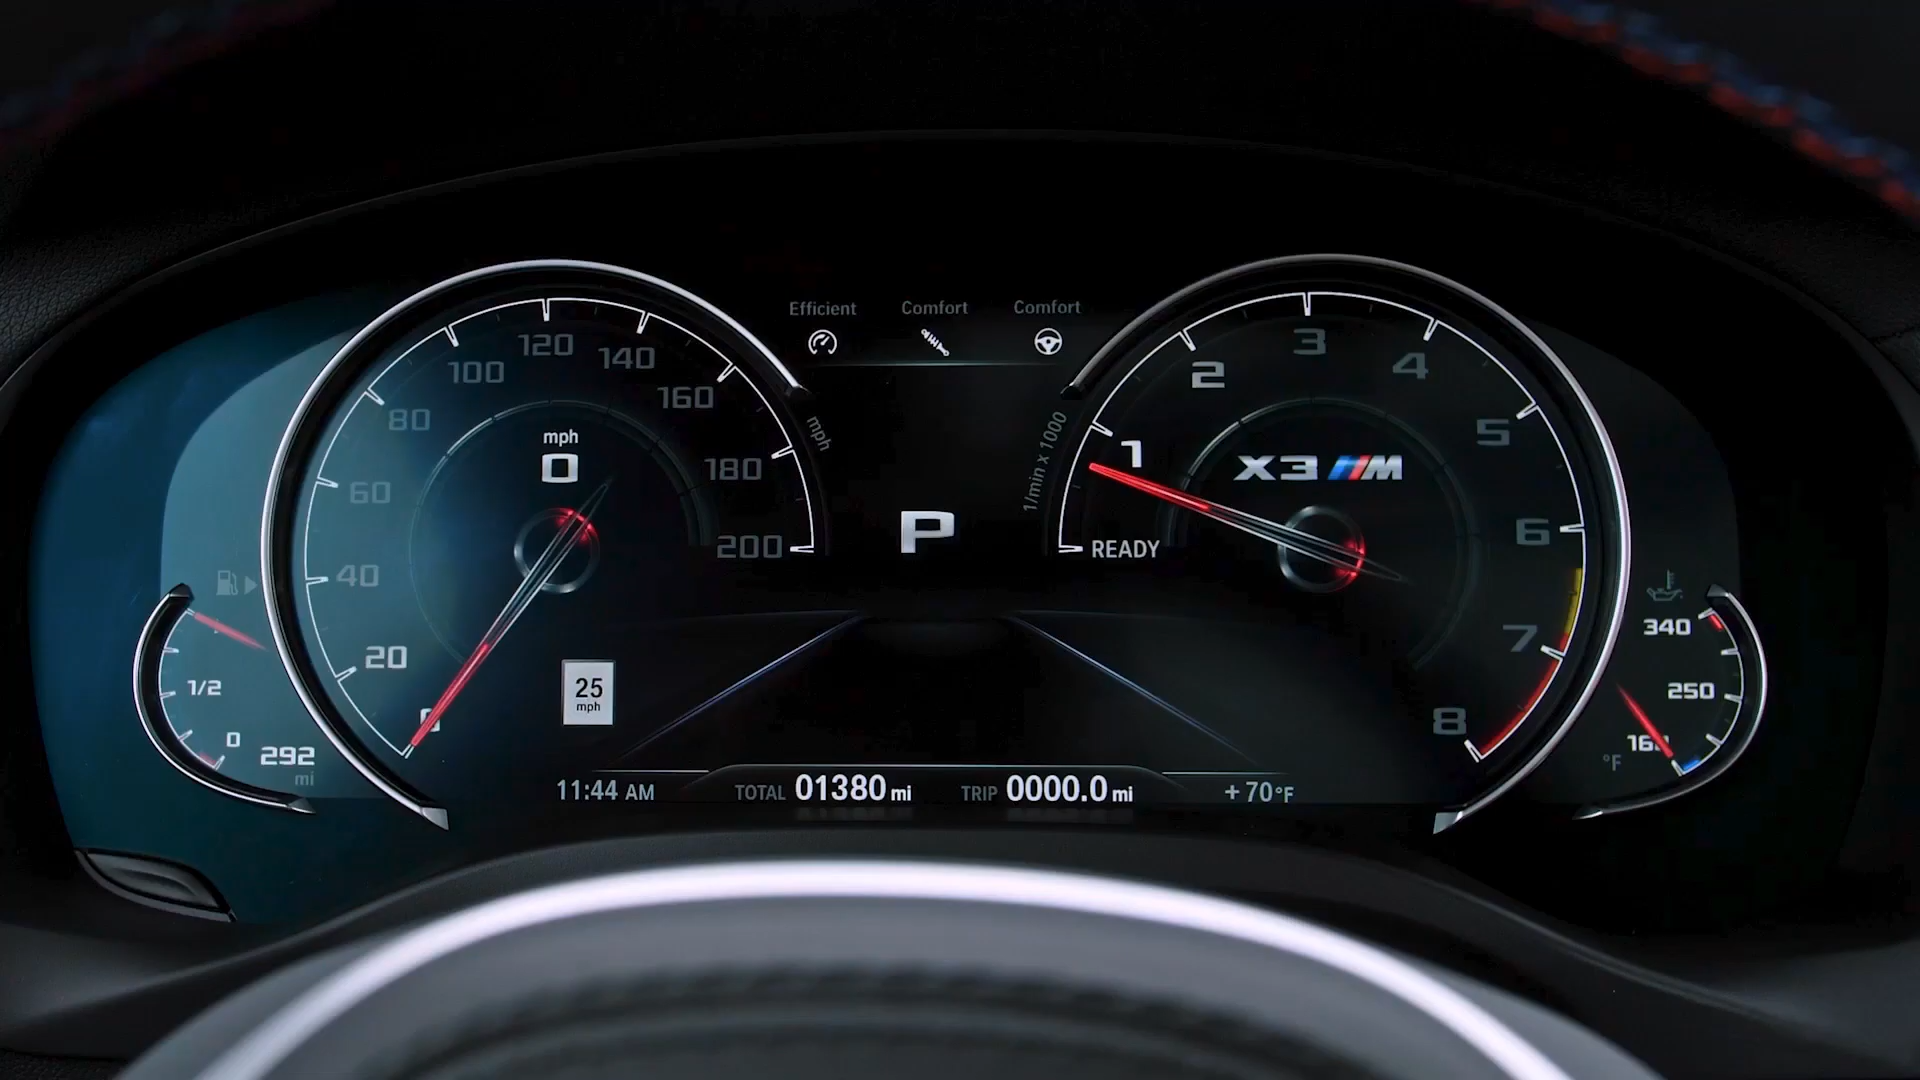 Efficient Comfort Comfort
0 20 40 60 80 100 120 140 160 180 200
mph
mph
0
25
mph
P
1/min x 1000
READY 1 2 3 4 5 6 7 8
X3 M
1/2
0
292
mi
340
250
°F
11:44 AM TOTAL 01380 mi TRIP 0000.0 mi +70°F